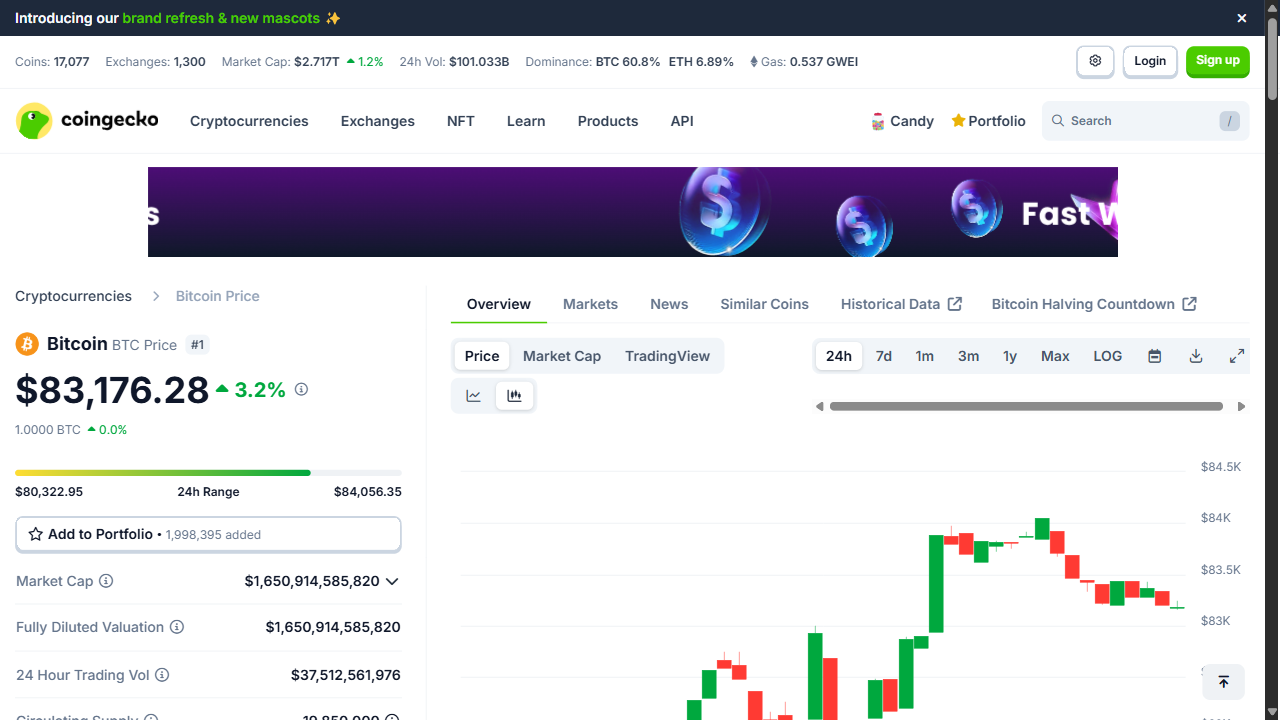 Introducing our brand refresh & new mascots ✨
Coins: 17,077 Exchanges: 1,300 Market Cap: $2.717T 1.2% 24h Vol: $101.033B Dominance: BTC 60.8% ETH 6.89% Gas: 0.537 GWEI
Login
Sign up
coingecko
Cryptocurrencies Exchanges NFT Learn Products API
Candy Portfolio Search /
Fast
Cryptocurrencies Bitcoin Price
Bitcoin BTC Price #1
$83,176.28 3.2%
1.0000 BTC 0.0%
$80,322.95 24h Range $84,056.35
Add to Portfolio • 1,998,395 added
Market Cap $1,650,914,585,820
Fully Diluted Valuation $1,650,914,585,820
24 Hour Trading Vol $37,512,561,976
Circulating Supply 19,850,000
Overview Markets News Similar Coins Historical Data Bitcoin Halving Countdown
Price Market Cap TradingView
24h 7d 1m 3m 1y Max LOG
$84.5K
$84K
$83.5K
$83K